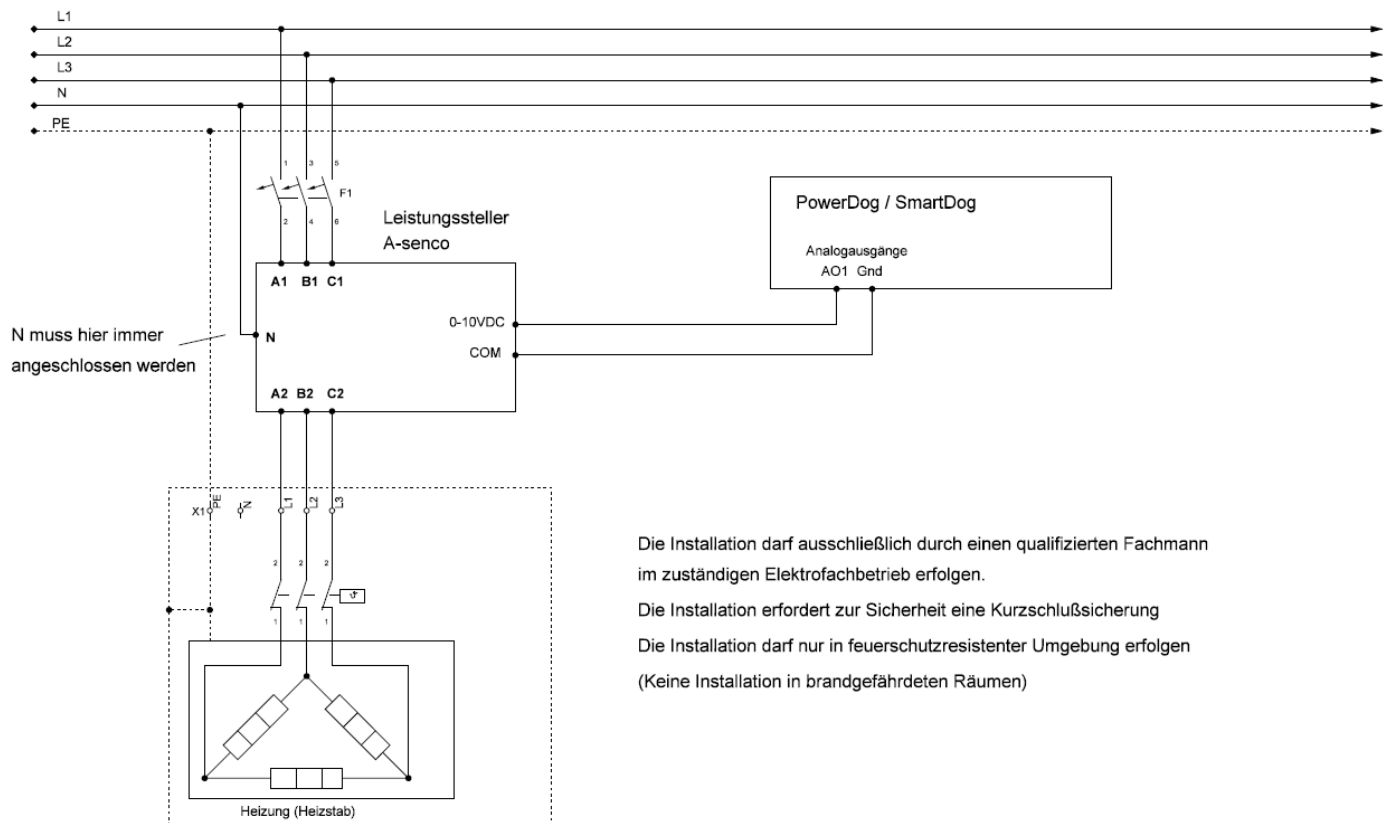 L1
L2
L3
N
PE
1 3 5
F1
2 4 6
Leistungssteller
A-senco
PowerDog / SmartDog
Analogausgänge
AO1 Gnd
A1 B1 C1
N muss hier immer
angeschlossen werden
N
0-10VDC
COM
A2 B2 C2
X1 PE N L1 L2 L3
2 2 2
ϑ
1 1 1
Heizung (Heizstab)
Die Installation darf ausschließlich durch einen qualifizierten Fachmann
im zuständigen Elektrofachbetrieb erfolgen.
Die Installation erfordert zur Sicherheit eine Kurzschlußsicherung
Die Installation darf nur in feuerschutzresistenter Umgebung erfolgen
(Keine Installation in brandgefährdeten Räumen)